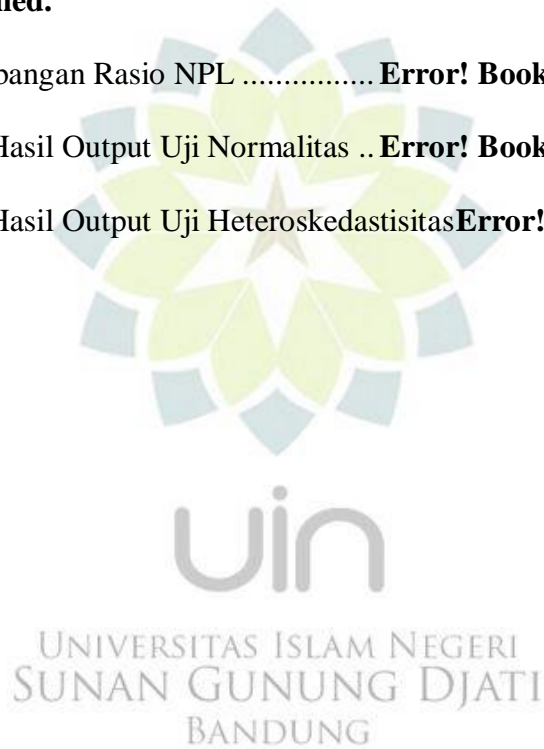 ned.
bangan Rasio NPL ................ Error! Book
Hasil Output Uji Normalitas .. Error! Book
Hasil Output Uji HeteroskedastisitasError!
uin
UNIVERSITAS ISLAM NEGERI
SUNAN GUNUNG DJATI
BANDUNG